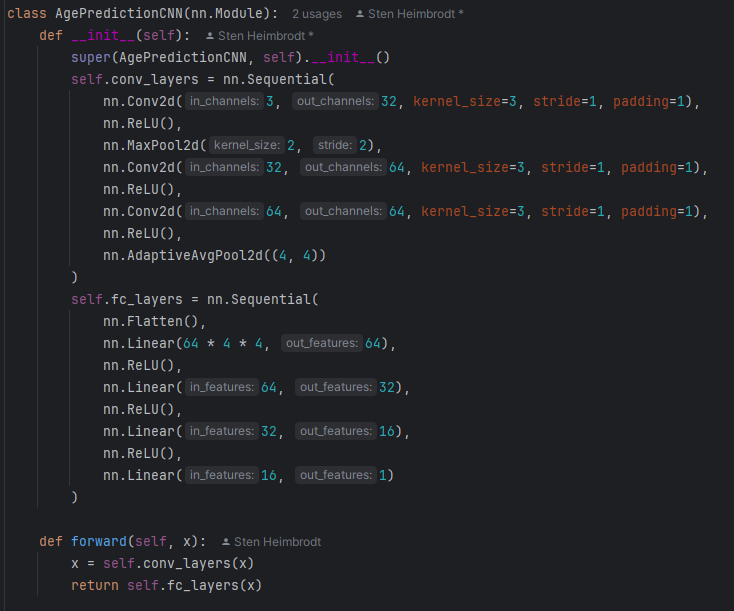 class AgePredictionCNN(nn.Module): 2 usages Sten Heimbrodt *
def __init__(self): Sten Heimbrodt *
super(AgePredictionCNN, self).__init__()
self.conv_layers = nn.Sequential(
nn.Conv2d( in_channels: 3, out_channels: 32, kernel_size=3, stride=1, padding=1),
nn.ReLU(),
nn.MaxPool2d( kernel_size: 2, stride: 2),
nn.Conv2d( in_channels: 32, out_channels: 64, kernel_size=3, stride=1, padding=1),
nn.ReLU(),
nn.Conv2d( in_channels: 64, out_channels: 64, kernel_size=3, stride=1, padding=1),
nn.ReLU(),
nn.AdaptiveAvgPool2d((4, 4))
)
self.fc_layers = nn.Sequential(
nn.Flatten(),
nn.Linear(64 * 4 * 4, out_features: 64),
nn.ReLU(),
nn.Linear( in_features: 64, out_features: 32),
nn.ReLU(),
nn.Linear( in_features: 32, out_features: 16),
nn.ReLU(),
nn.Linear( in_features: 16, out_features: 1)
)
def forward(self, x): Sten Heimbrodt
x = self.conv_layers(x)
return self.fc_layers(x)